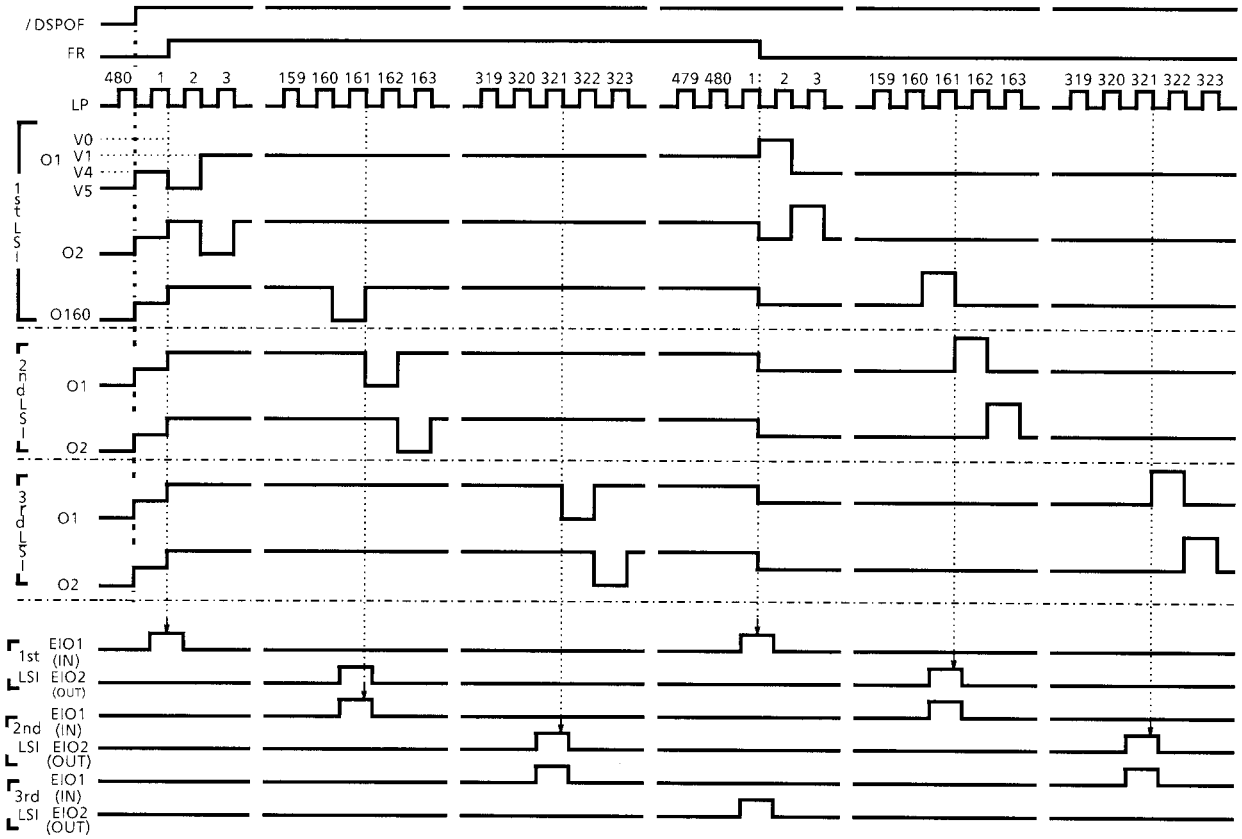 /DSPOF
FR
480 1 2 3 159 160 161 162 163 319 320 321 322 323 479 480 1 2 3 159 160 161 162 163 319 320 321 322 323
LP
1st LSI
V0
O1 V1
V4
V5
O2
O160
2nd LSI
O1
O2
3rd LSI
O1
O2
1st LSI
EIO1
(IN)
EIO2
(OUT)
2nd LSI
EIO1
(IN)
EIO2
(OUT)
3rd LSI
EIO1
(IN)
EIO2
(OUT)